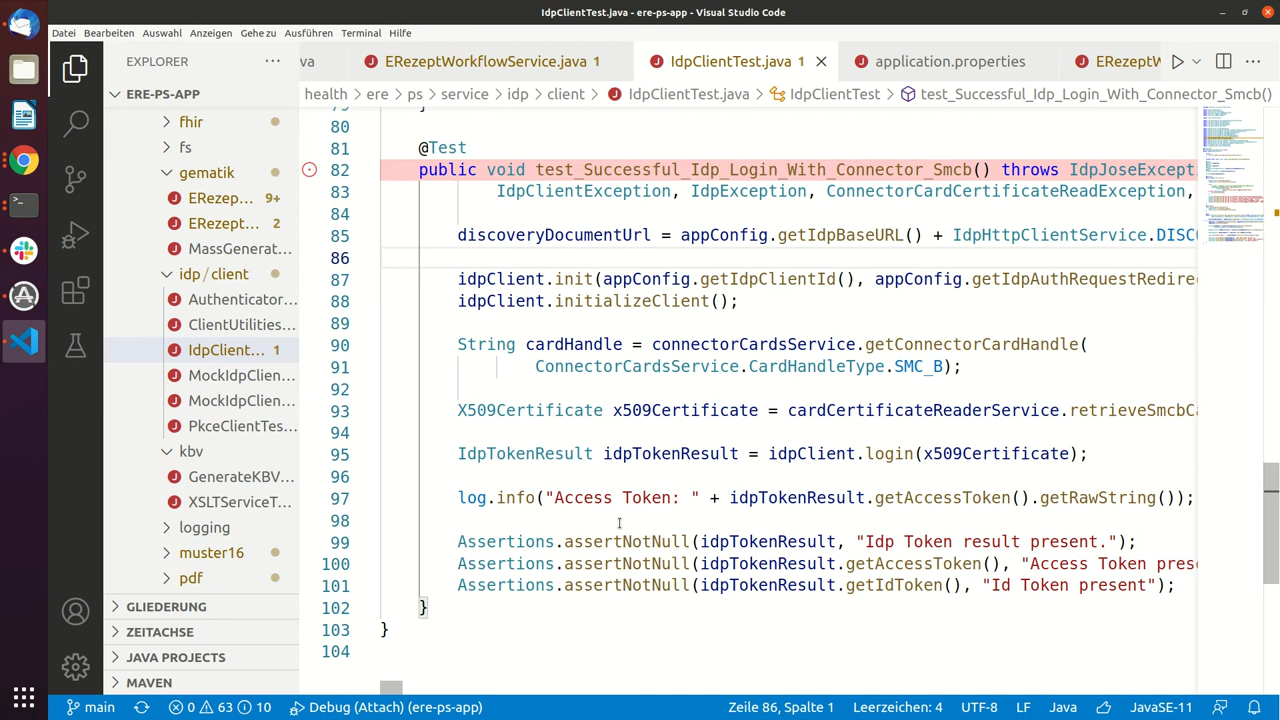 IdpClientTest.java - ere-ps-app - Visual Studio Code
Datei Bearbeiten Auswahl Anzeigen Gehe zu Ausführen Terminal Hilfe
EXPLORER
va ERezeptWorkflowService.java 1 IdpClientTest.java 1 application.properties ERezeptW
ERE-PS-APP
health > ere > ps > service > idp > client > IdpClientTest.java > IdpClientTest > test_Successful_Idp_Login_With_Connector_Smcb()
fhir
fs
gematik
ERezep... 9+
ERezept... 2
MassGenerat...
idp / client
Authenticator...
ClientUtilities...
IdpClient... 1
MockIdpClien...
MockIdpClien...
PkceClientTes...
kbv
GenerateKBV...
XSLTServiceT...
logging
muster16
pdf
GLIEDERUNG
ZEITACHSE
JAVA PROJECTS
MAVEN
79 }
80
81 @Test
82 public void test_Successful_Idp_Login_With_Connector_Smcb() throws IdpJoseExcepti
83 IdpClientException, IdpException, ConnectorCardCertificateReadException,
84
85 discoveryDocumentUrl = appConfig.getIdpBaseURL() + IdpHttpClientService.DISCO
86
87 idpClient.init(appConfig.getIdpClientId(), appConfig.getIdpAuthRequestRedire
88 idpClient.initializeClient();
89
90 String cardHandle = connectorCardsService.getConnectorCardHandle(
91 ConnectorCardsService.CardHandleType.SMC_B);
92
93 X509Certificate x509Certificate = cardCertificateReaderService.retrieveSmcbCa
94
95 IdpTokenResult idpTokenResult = idpClient.login(x509Certificate);
96
97 log.info("Access Token: " + idpTokenResult.getAccessToken().getRawString());
98
99 Assertions.assertNotNull(idpTokenResult, "Idp Token result present.");
100 Assertions.assertNotNull(idpTokenResult.getAccessToken(), "Access Token prese
101 Assertions.assertNotNull(idpTokenResult.getIdToken(), "Id Token present");
102 }
103 }
104
main 0 63 10 Debug (Attach) (ere-ps-app) Zeile 86, Spalte 1 Leerzeichen: 4 UTF-8 LF Java JavaSE-11